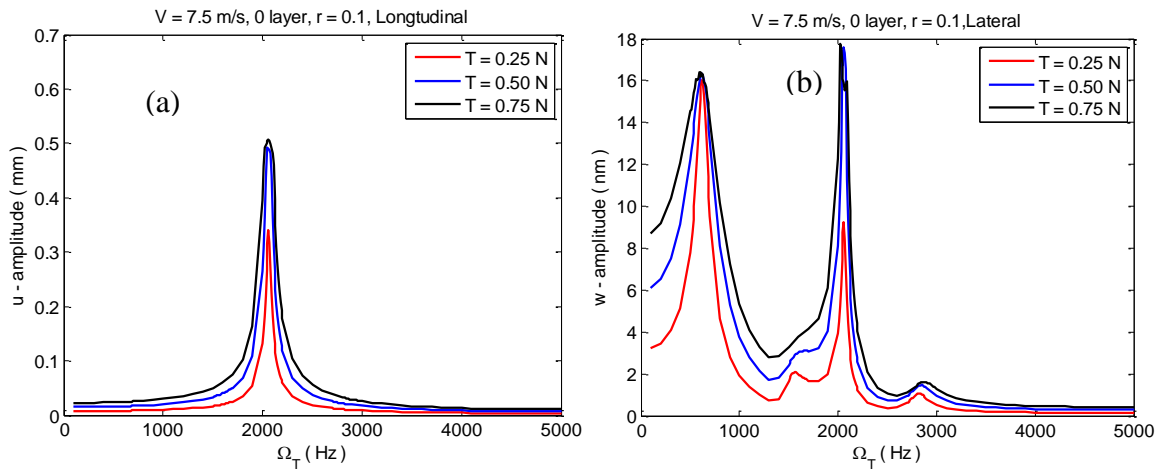 V = 7.5 m/s, 0 layer, r = 0.1, Longtudinal
0.7
0.6
0.5
0.4
0.3
0.2
0.1
0
u - amplitude ( mm )
(a)
T = 0.25 N
T = 0.50 N
T = 0.75 N
0 1000 2000 3000 4000 5000
Ω_T ( Hz )
V = 7.5 m/s, 0 layer, r = 0.1,Lateral
18
16
14
12
10
8
6
4
2
0
w - amplitude ( nm )
(b)
T = 0.25 N
T = 0.50 N
T = 0.75 N
0 1000 2000 3000 4000 5000
Ω_T ( Hz )